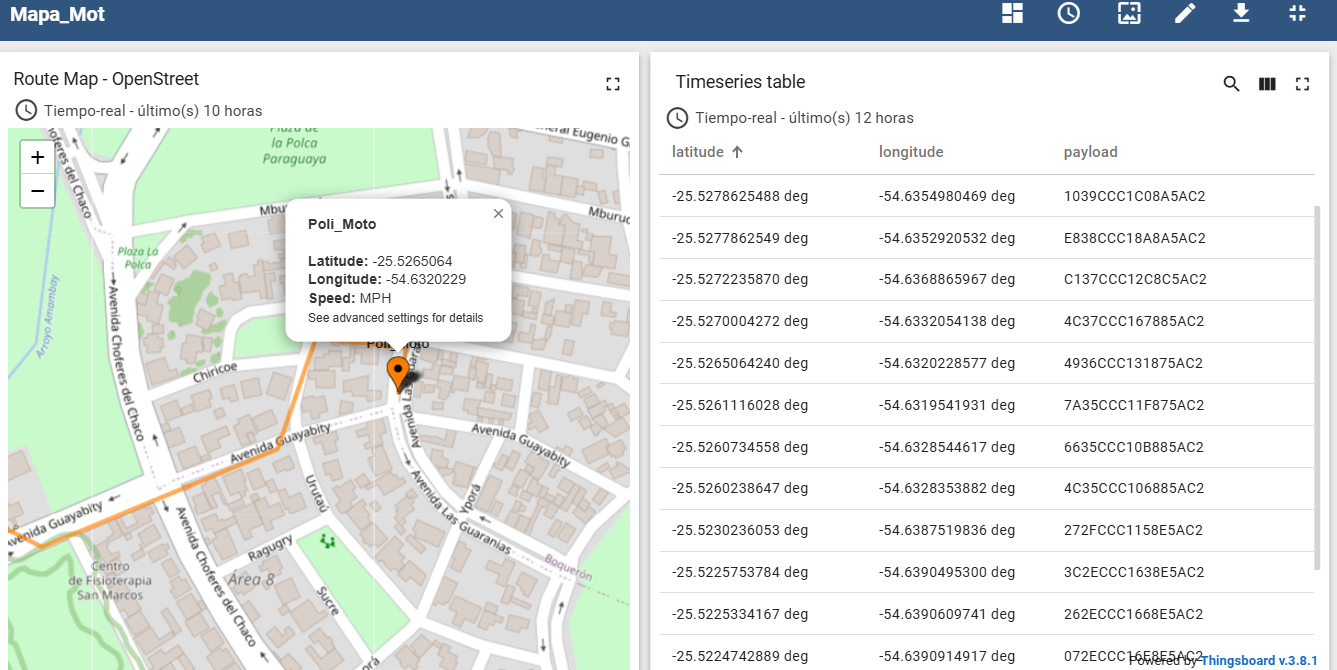 Mapa_Mot
Route Map - OpenStreet
Tiempo-real - último(s) 10 horas
+
−
Plaza de
la Polca
Paraguaya
Choferes del Chaco
Plaza La
Polca
Arroyo Amambay
Avenida Choferes del Chaco
Chiricoe
×
Poli_Moto
Latitude: -25.5265064
Longitude: -54.6320229
Speed: MPH
See advanced settings for details
Poli_Moto
Avenida Guayabity
Avenida Guayabity
Avenida Guayabity
Avenida Las Guaranias
Urutaú
Yporá
Ragugry
Boquerón
Centro
de Fisioterapia
San Marcos
Área 8
Sucre
Avenida Choferes del Chaco
Timeseries table
Tiempo-real - último(s) 12 horas
latitude longitude payload
-25.5278625488 deg -54.6354980469 deg 1039CCC1C08A5AC2
-25.5277862549 deg -54.6352920532 deg E838CCC18A8A5AC2
-25.5272235870 deg -54.6368865967 deg C137CCC12C8C5AC2
-25.5270004272 deg -54.6332054138 deg 4C37CCC167885AC2
-25.5265064240 deg -54.6320228577 deg 4936CCC131875AC2
-25.5261116028 deg -54.6319541931 deg 7A35CCC11F875AC2
-25.5260734558 deg -54.6328544617 deg 6635CCC10B885AC2
-25.5260238647 deg -54.6328353882 deg 4C35CCC106885AC2
-25.5230236053 deg -54.6387519836 deg 272FCCC1158E5AC2
-25.5225753784 deg -54.6390495300 deg 3C2ECCC1638E5AC2
-25.5225334167 deg -54.6390609741 deg 262ECCC1668E5AC2
-25.5224742889 deg -54.6390914917 deg 072ECCC16E8E5AC2
Powered by Thingsboard v.3.8.1